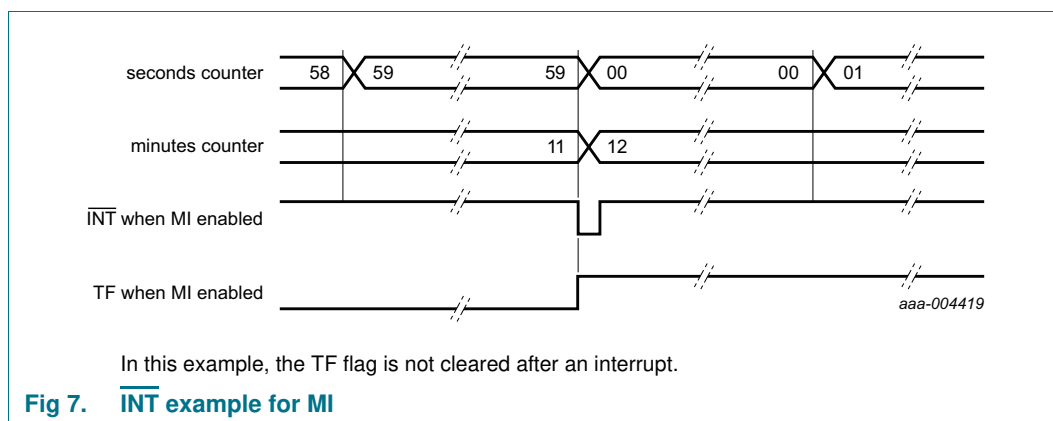 seconds counter 58 59 59 00 00 01
minutes counter 11 12
INT when MI enabled
TF when MI enabled
aaa-004419
In this example, the TF flag is not cleared after an interrupt.
Fig 7. INT example for MI